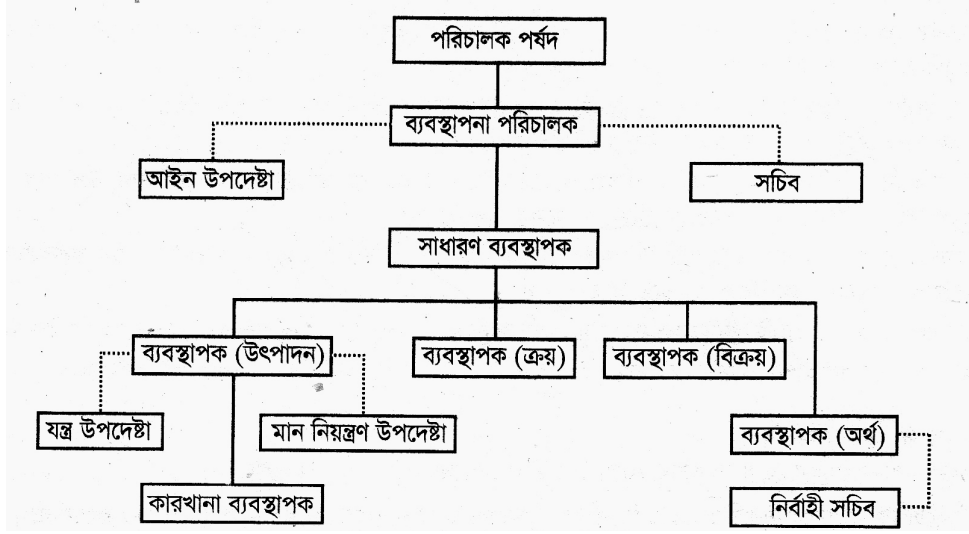 পরিচালক পর্ষদ
ব্যবস্থাপনা পরিচালক
আইন উপদেষ্টা
সচিব
সাধারণ ব্যবস্থাপক
ব্যবস্থাপক (উৎপাদন)
ব্যবস্থাপক (ক্রয়)
ব্যবস্থাপক (বিক্রয়)
যন্ত্র উপদেষ্টা
মান নিয়ন্ত্রণ উপদেষ্টা
ব্যবস্থাপক (অর্থ)
কারখানা ব্যবস্থাপক
নির্বাহী সচিব